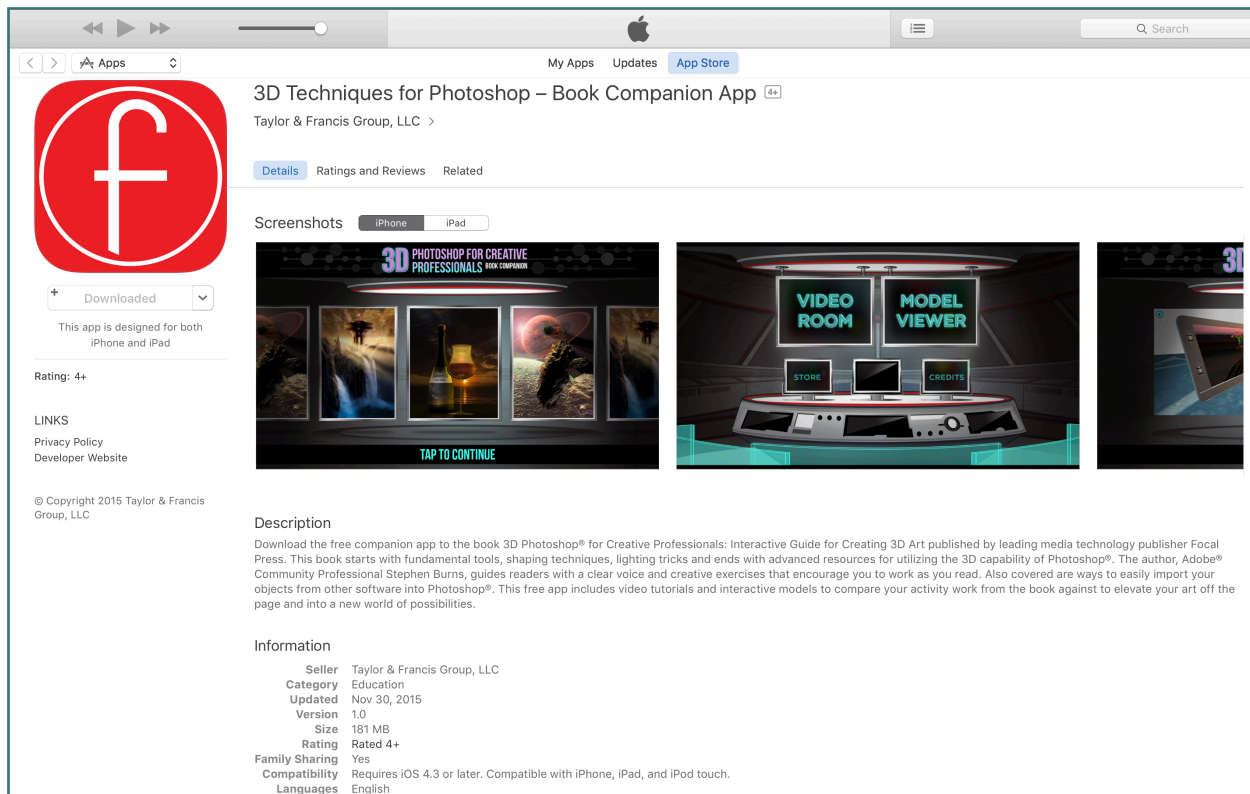 Search
Apps
My Apps Updates App Store
3D Techniques for Photoshop – Book Companion App 4+
Taylor & Francis Group, LLC >
Details Ratings and Reviews Related
f
Downloaded
This app is designed for both
iPhone and iPad
Rating: 4+
LINKS
Privacy Policy
Developer Website
© Copyright 2015 Taylor & Francis
Group, LLC
Screenshots iPhone iPad
3D PHOTOSHOP FOR CREATIVE
PROFESSIONALS BOOK COMPANION
TAP TO CONTINUE
VIDEO
ROOM
MODEL
VIEWER
STORE
CREDITS
3D
Description
Download the free companion app to the book 3D Photoshop® for Creative Professionals: Interactive Guide for Creating 3D Art published by leading media technology publisher Focal
Press. This book starts with fundamental tools, shaping techniques, lighting tricks and ends with advanced resources for utilizing the 3D capability of Photoshop®. The author, Adobe®
Community Professional Stephen Burns, guides readers with a clear voice and creative exercises that encourage you to work as you read. Also covered are ways to easily import your
objects from other software into Photoshop®. This free app includes video tutorials and interactive models to compare your activity work from the book against to elevate your art off the
page and into a new world of possibilities.
Information
Seller Taylor & Francis Group, LLC
Category Education
Updated Nov 30, 2015
Version 1.0
Size 181 MB
Rating Rated 4+
Family Sharing Yes
Compatibility Requires iOS 4.3 or later. Compatible with iPhone, iPad, and iPod touch.
Languages English